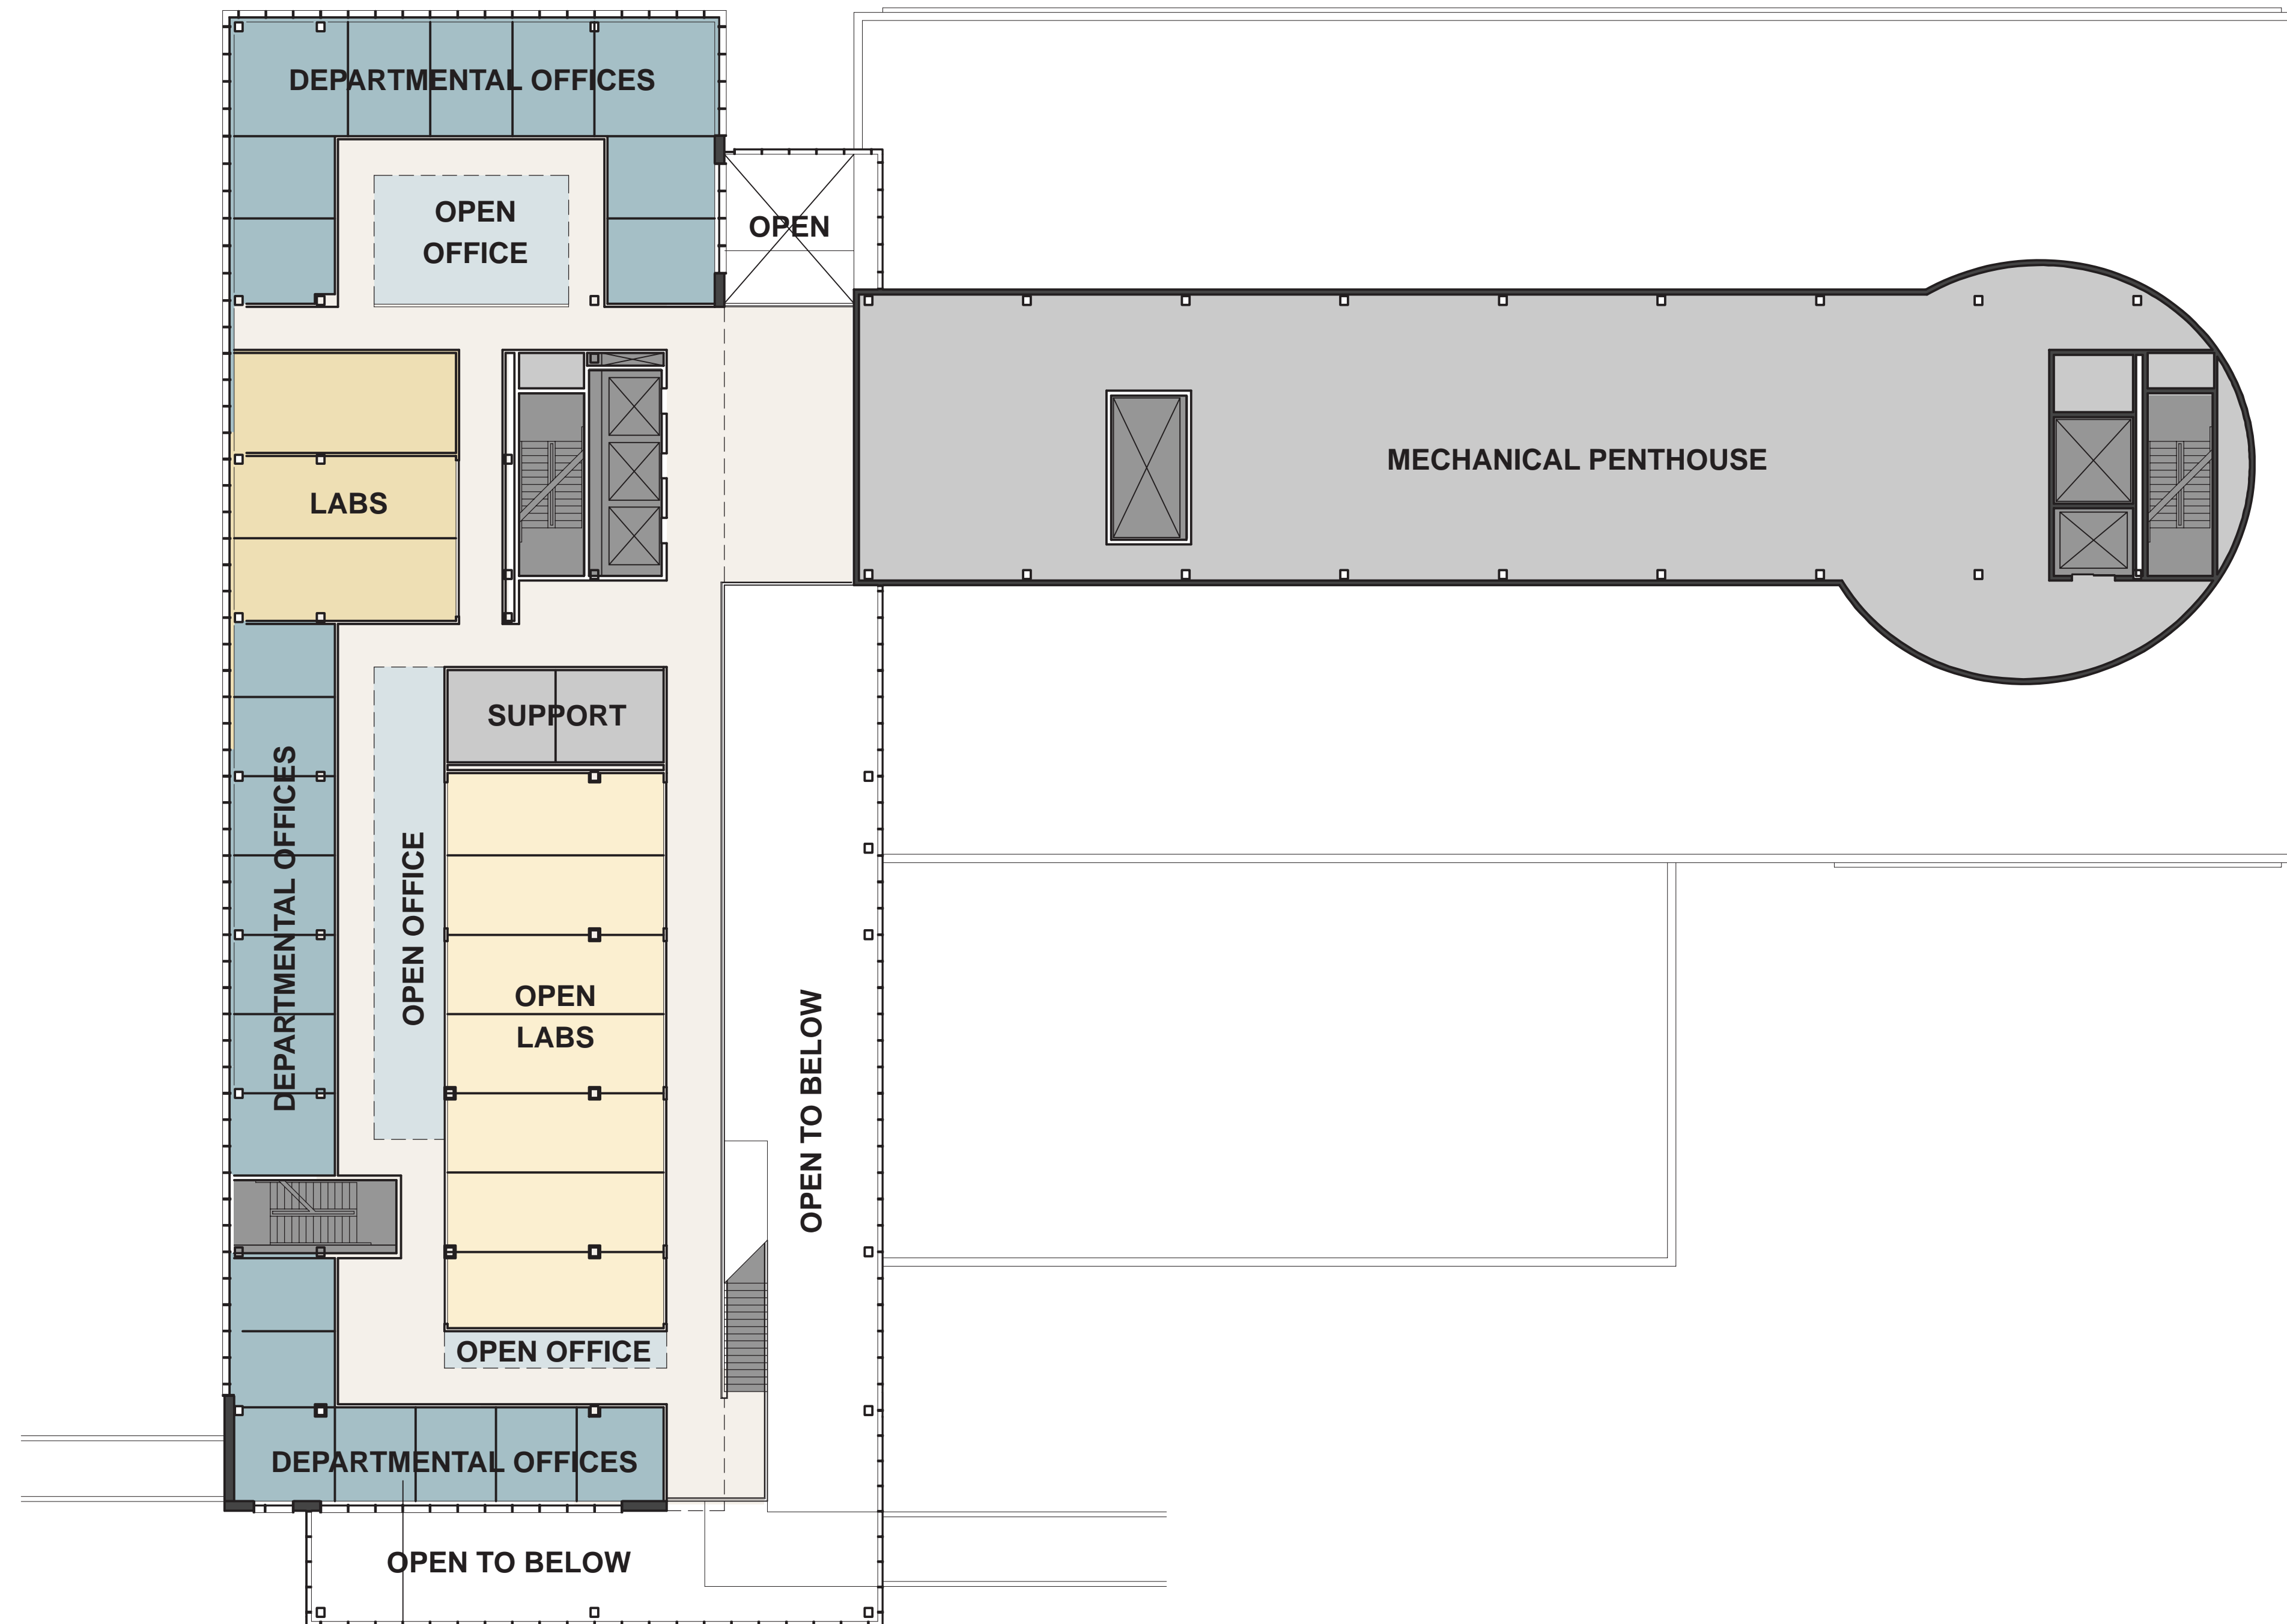 DEPARTMENTAL OFFICES
OPEN
OFFICE
OPEN
MECHANICAL PENTHOUSE
LABS
SUPPORT
DEPARTMENTAL OFFICES
OPEN OFFICE
OPEN
LABS
OPEN TO BELOW
OPEN OFFICE
DEPARTMENTAL OFFICES
OPEN TO BELOW